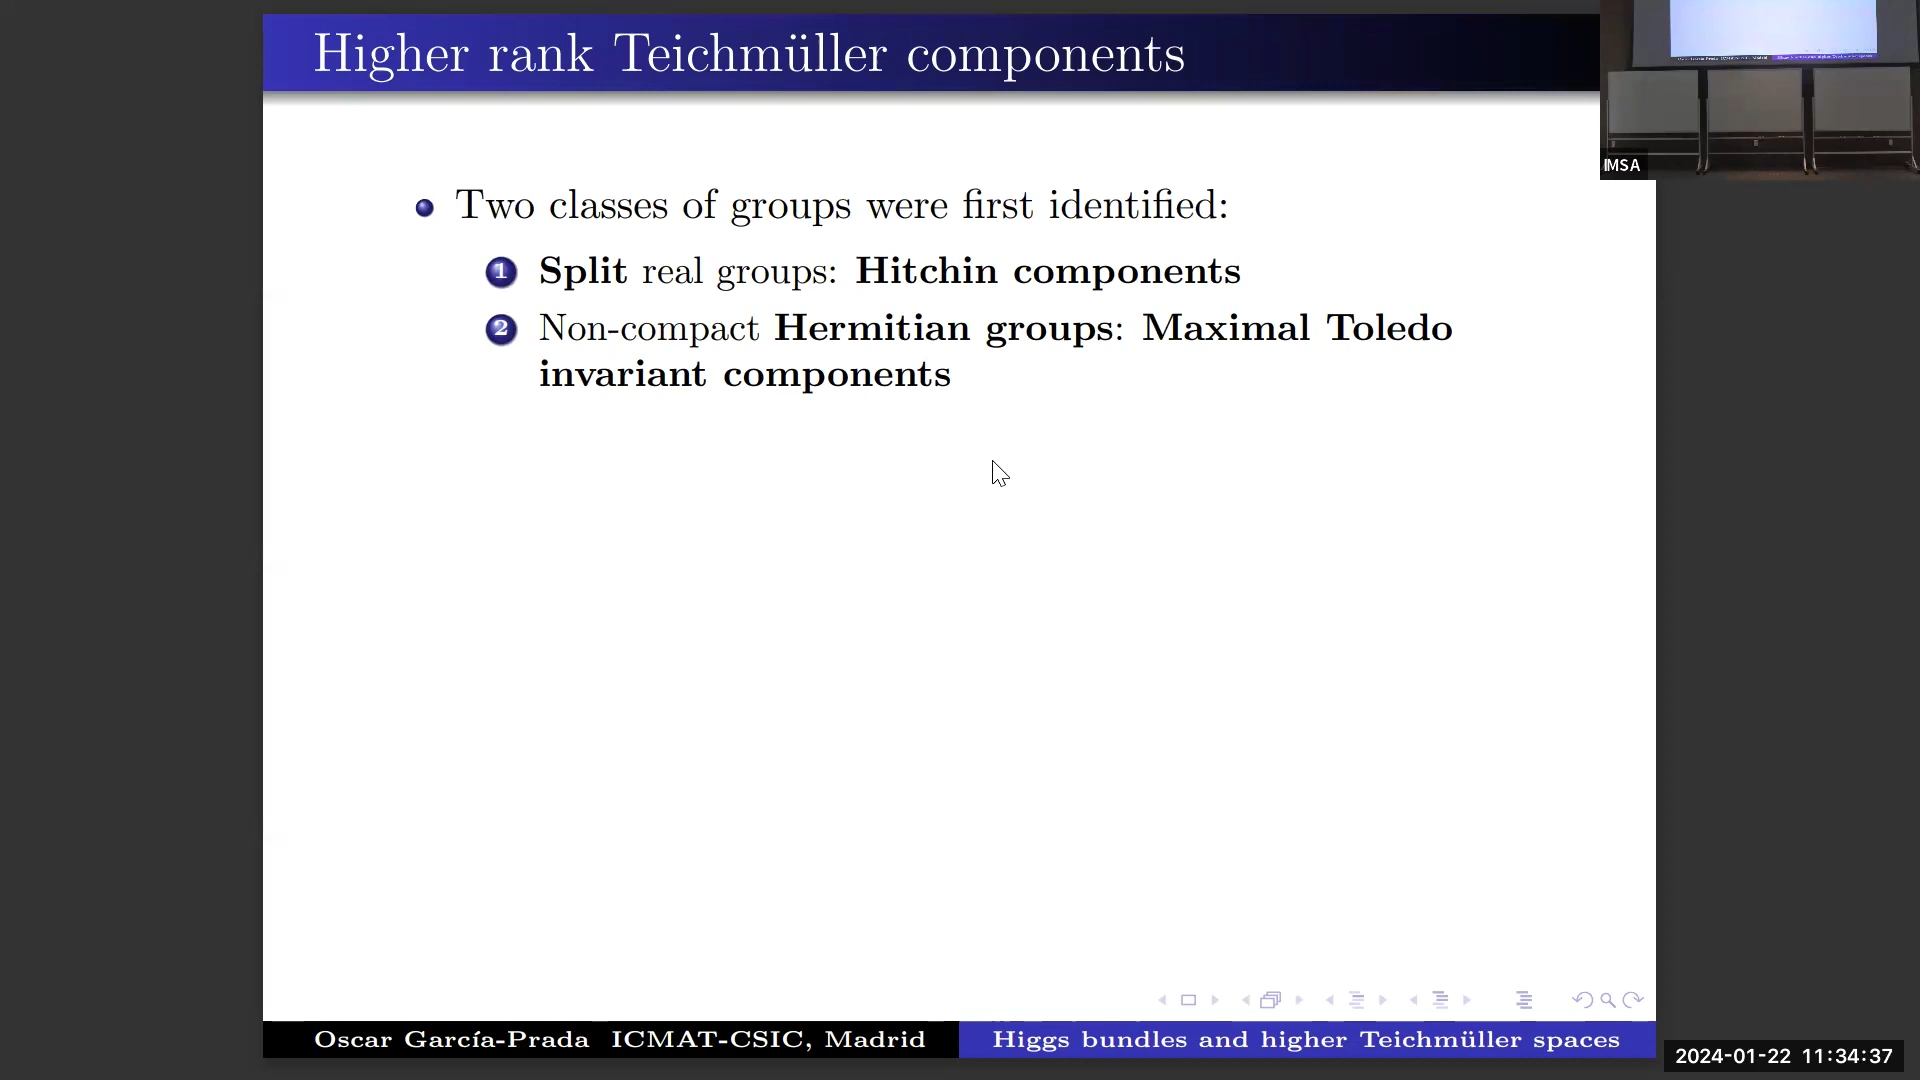 Higher rank Teichmüller components
IMSA
Two classes of groups were first identified:
1 Split real groups: Hitchin components
2 Non-compact Hermitian groups: Maximal Toledo
invariant components
Oscar García-Prada ICMAT-CSIC, Madrid
Higgs bundles and higher Teichmüller spaces
2024-01-22 11:34:37